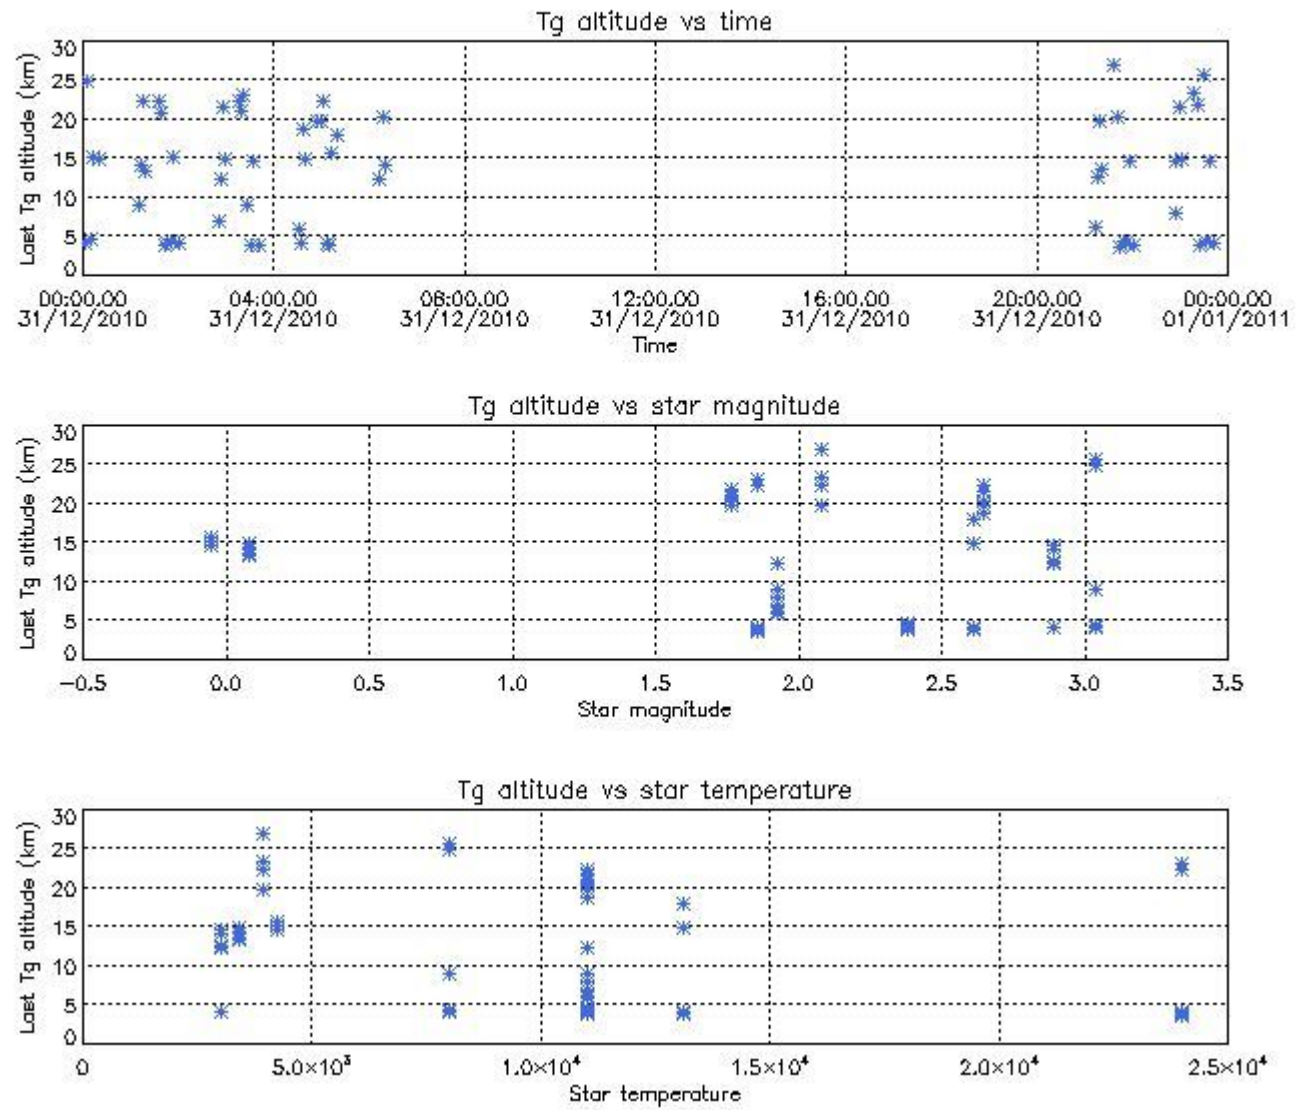 Tg altitude vs time
Last Tg altitude (km)
30
25
20
15
10
5
0
00:00.00 04:00.00 08:00.00 12:00.00 16:00.00 20:00.00 00:00.00
31/12/2010 31/12/2010 31/12/2010 31/12/2010 31/12/2010 31/12/2010 01/01/2011
Time
Tg altitude vs star magnitude
Last Tg altitude (km)
30
25
20
15
10
5
0
−0.5 0.0 0.5 1.0 1.5 2.0 2.5 3.0 3.5
Star magnitude
Tg altitude vs star temperature
Last Tg altitude (km)
30
25
20
15
10
5
0
0 5.0×10³ 1.0×10⁴ 1.5×10⁴ 2.0×10⁴ 2.5×10⁴
Star temperature